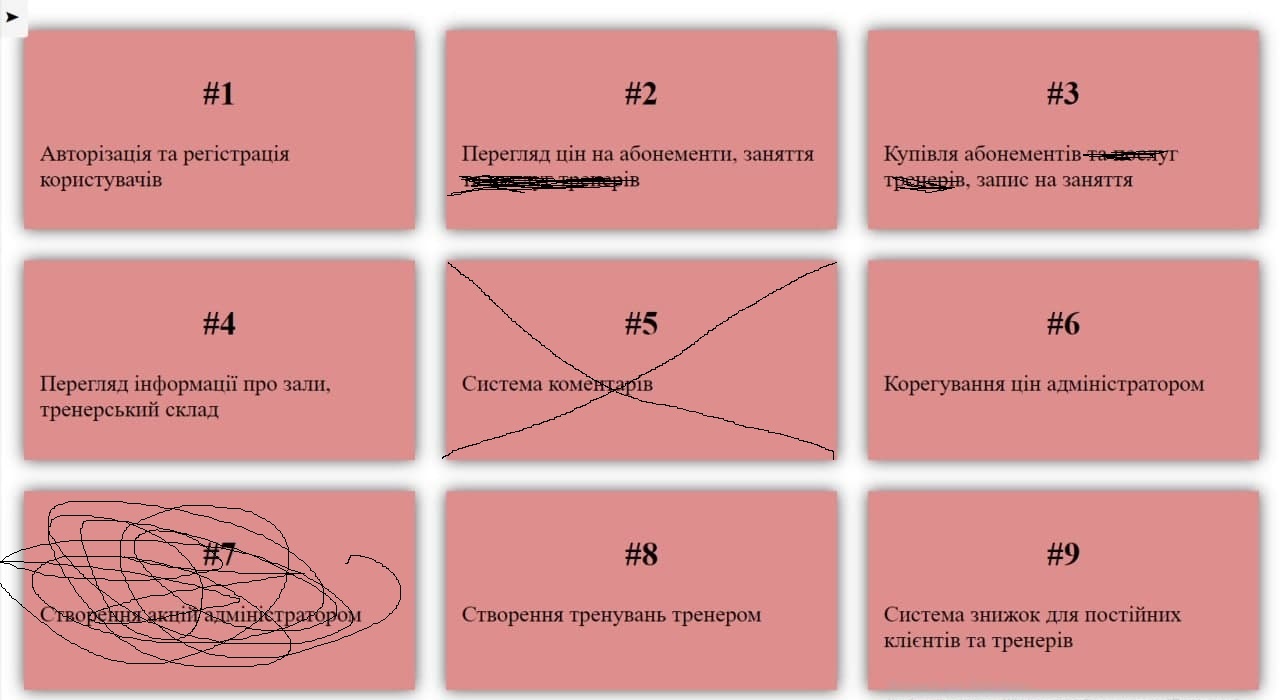 #1
Авторізація та регістрація
користувачів
#2
Перегляд цін на абонементи, заняття
тренерів
#3
Купівля абонементів та послуг
тренерів, запис на заняття
#4
Перегляд інформації про зали,
тренерський склад
#5
Система коментарів
#6
Корегування цін адміністратором
#7
Створення акцій адміністратором
#8
Створення тренувань тренером
#9
Система знижок для постійних
клієнтів та тренерів